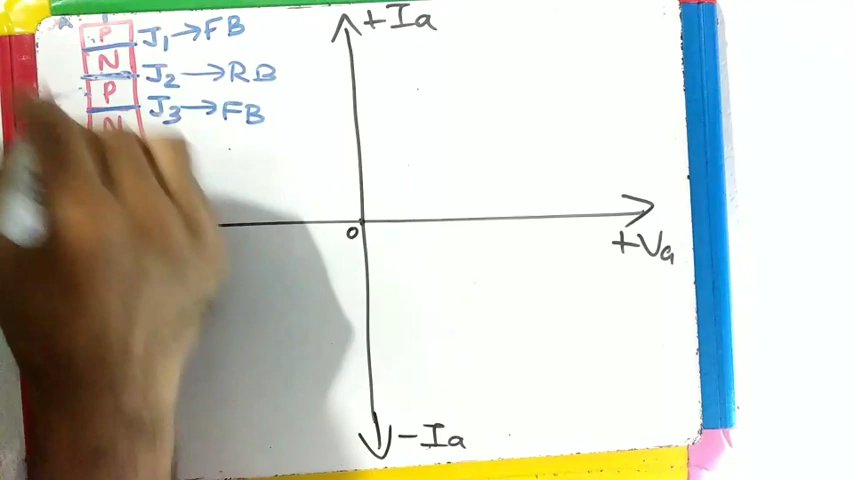 A
P J₁→FB
N J₂→RB
P J₃→FB
N
+Ia
0
+Va
-Ia